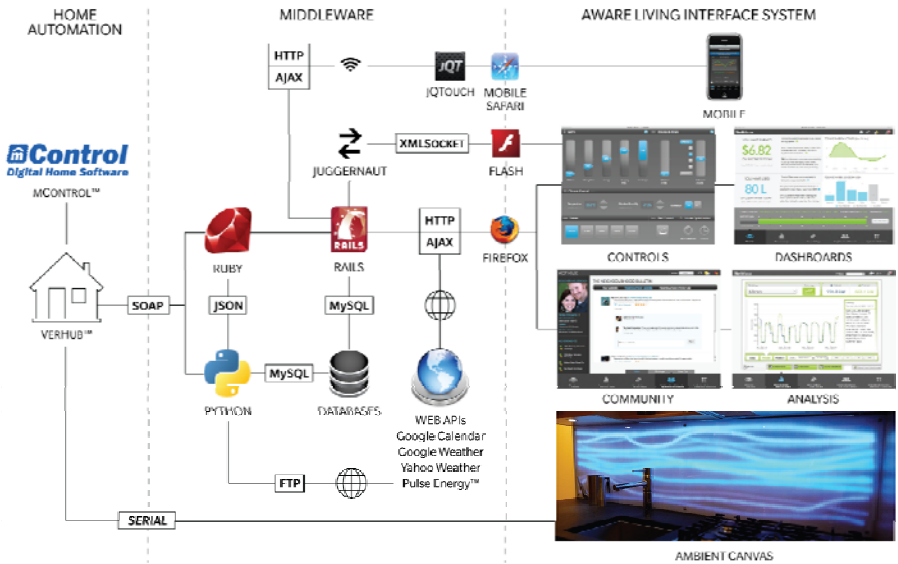 HOME
AUTOMATION
MIDDLEWARE
AWARE LIVING INTERFACE SYSTEM
HTTP
AJAX
jQT
JQTOUCH
MOBILE
SAFARI
MOBILE
mControl
Digital Home Software
MCONTROL™
JUGGERNAUT
XMLSOCKET
FLASH
$6.82
80 L
RUBY
RAILS
RAILS
HTTP
AJAX
FIREFOX
CONTROLS
DASHBOARDS
VERHUB™
SOAP
JSON
MySQL
PYTHON
MySQL
DATABASES
WEB APIs
Google Calendar
Google Weather
Yahoo Weather
Pulse Energy™
COMMUNITY
ANALYSIS
FTP
SERIAL
AMBIENT CANVAS